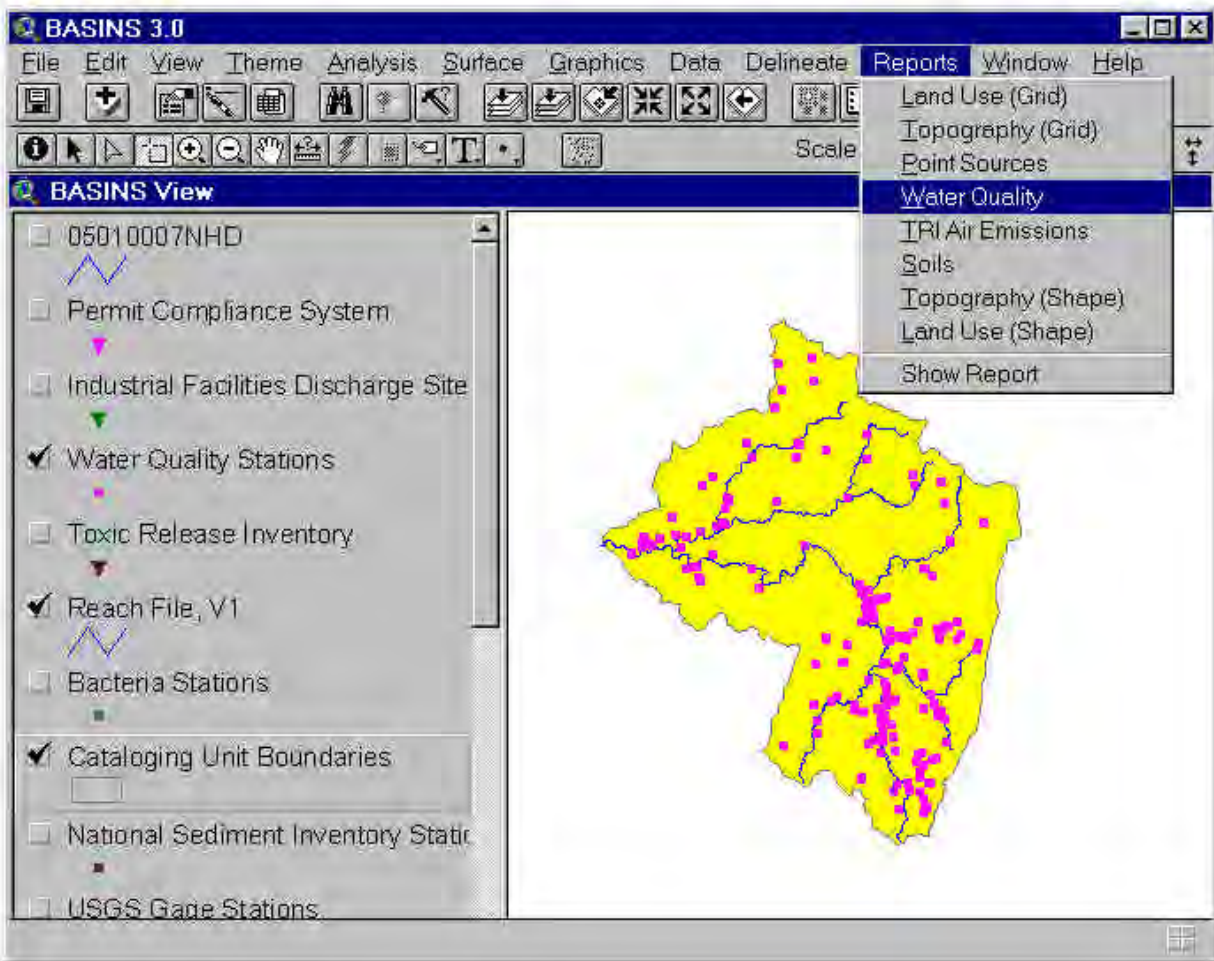 BASINS 3.0
File Edit View Theme Analysis Surface Graphics Data Delineate Reports Window Help
Scale
BASINS View
Land Use (Grid)
Topography (Grid)
Point Sources
Water Quality
TRI Air Emissions
Soils
Topography (Shape)
Land Use (Shape)
Show Report
05010007NHD
Permit Compliance System
Industrial Facilities Discharge Site
Water Quality Stations
Toxic Release Inventory
Reach File, V1
Bacteria Stations
Cataloging Unit Boundaries
National Sediment Inventory Static
USGS Gage Stations